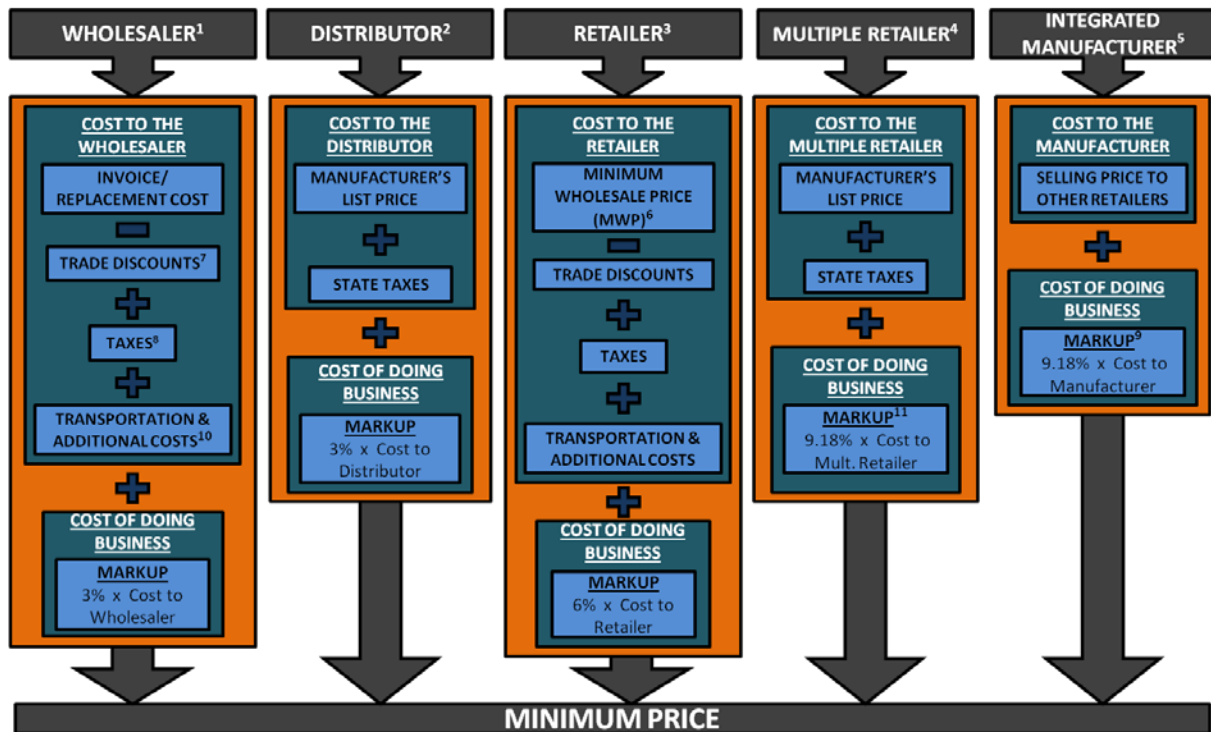 WHOLESALER¹
COST TO THE
WHOLESALER
INVOICE/
REPLACEMENT COST
TRADE DISCOUNTS⁷
TAXES⁸
TRANSPORTATION &
ADDITIONAL COSTS¹⁰
COST OF DOING
BUSINESS
MARKUP
3% x Cost to
Wholesaler
DISTRIBUTOR²
COST TO THE
DISTRIBUTOR
MANUFACTURER'S
LIST PRICE
STATE TAXES
COST OF DOING
BUSINESS
MARKUP
3% x Cost to
Distributor
RETAILER³
COST TO THE
RETAILER
MINIMUM
WHOLESALE PRICE
(MWP)⁶
TRADE DISCOUNTS
TAXES
TRANSPORTATION &
ADDITIONAL COSTS
COST OF DOING
BUSINESS
MARKUP
6% x Cost to
Retailer
MULTIPLE RETAILER⁴
COST TO THE
MULTIPLE RETAILER
MANUFACTURER'S
LIST PRICE
STATE TAXES
COST OF DOING
BUSINESS
MARKUP¹¹
9.18% x Cost to
Mult. Retailer
INTEGRATED
MANUFACTURER⁵
COST TO THE
MANUFACTURER
SELLING PRICE TO
OTHER RETAILERS
COST OF DOING
BUSINESS
MARKUP⁹
9.18% x Cost to
Manufacturer
MINIMUM PRICE